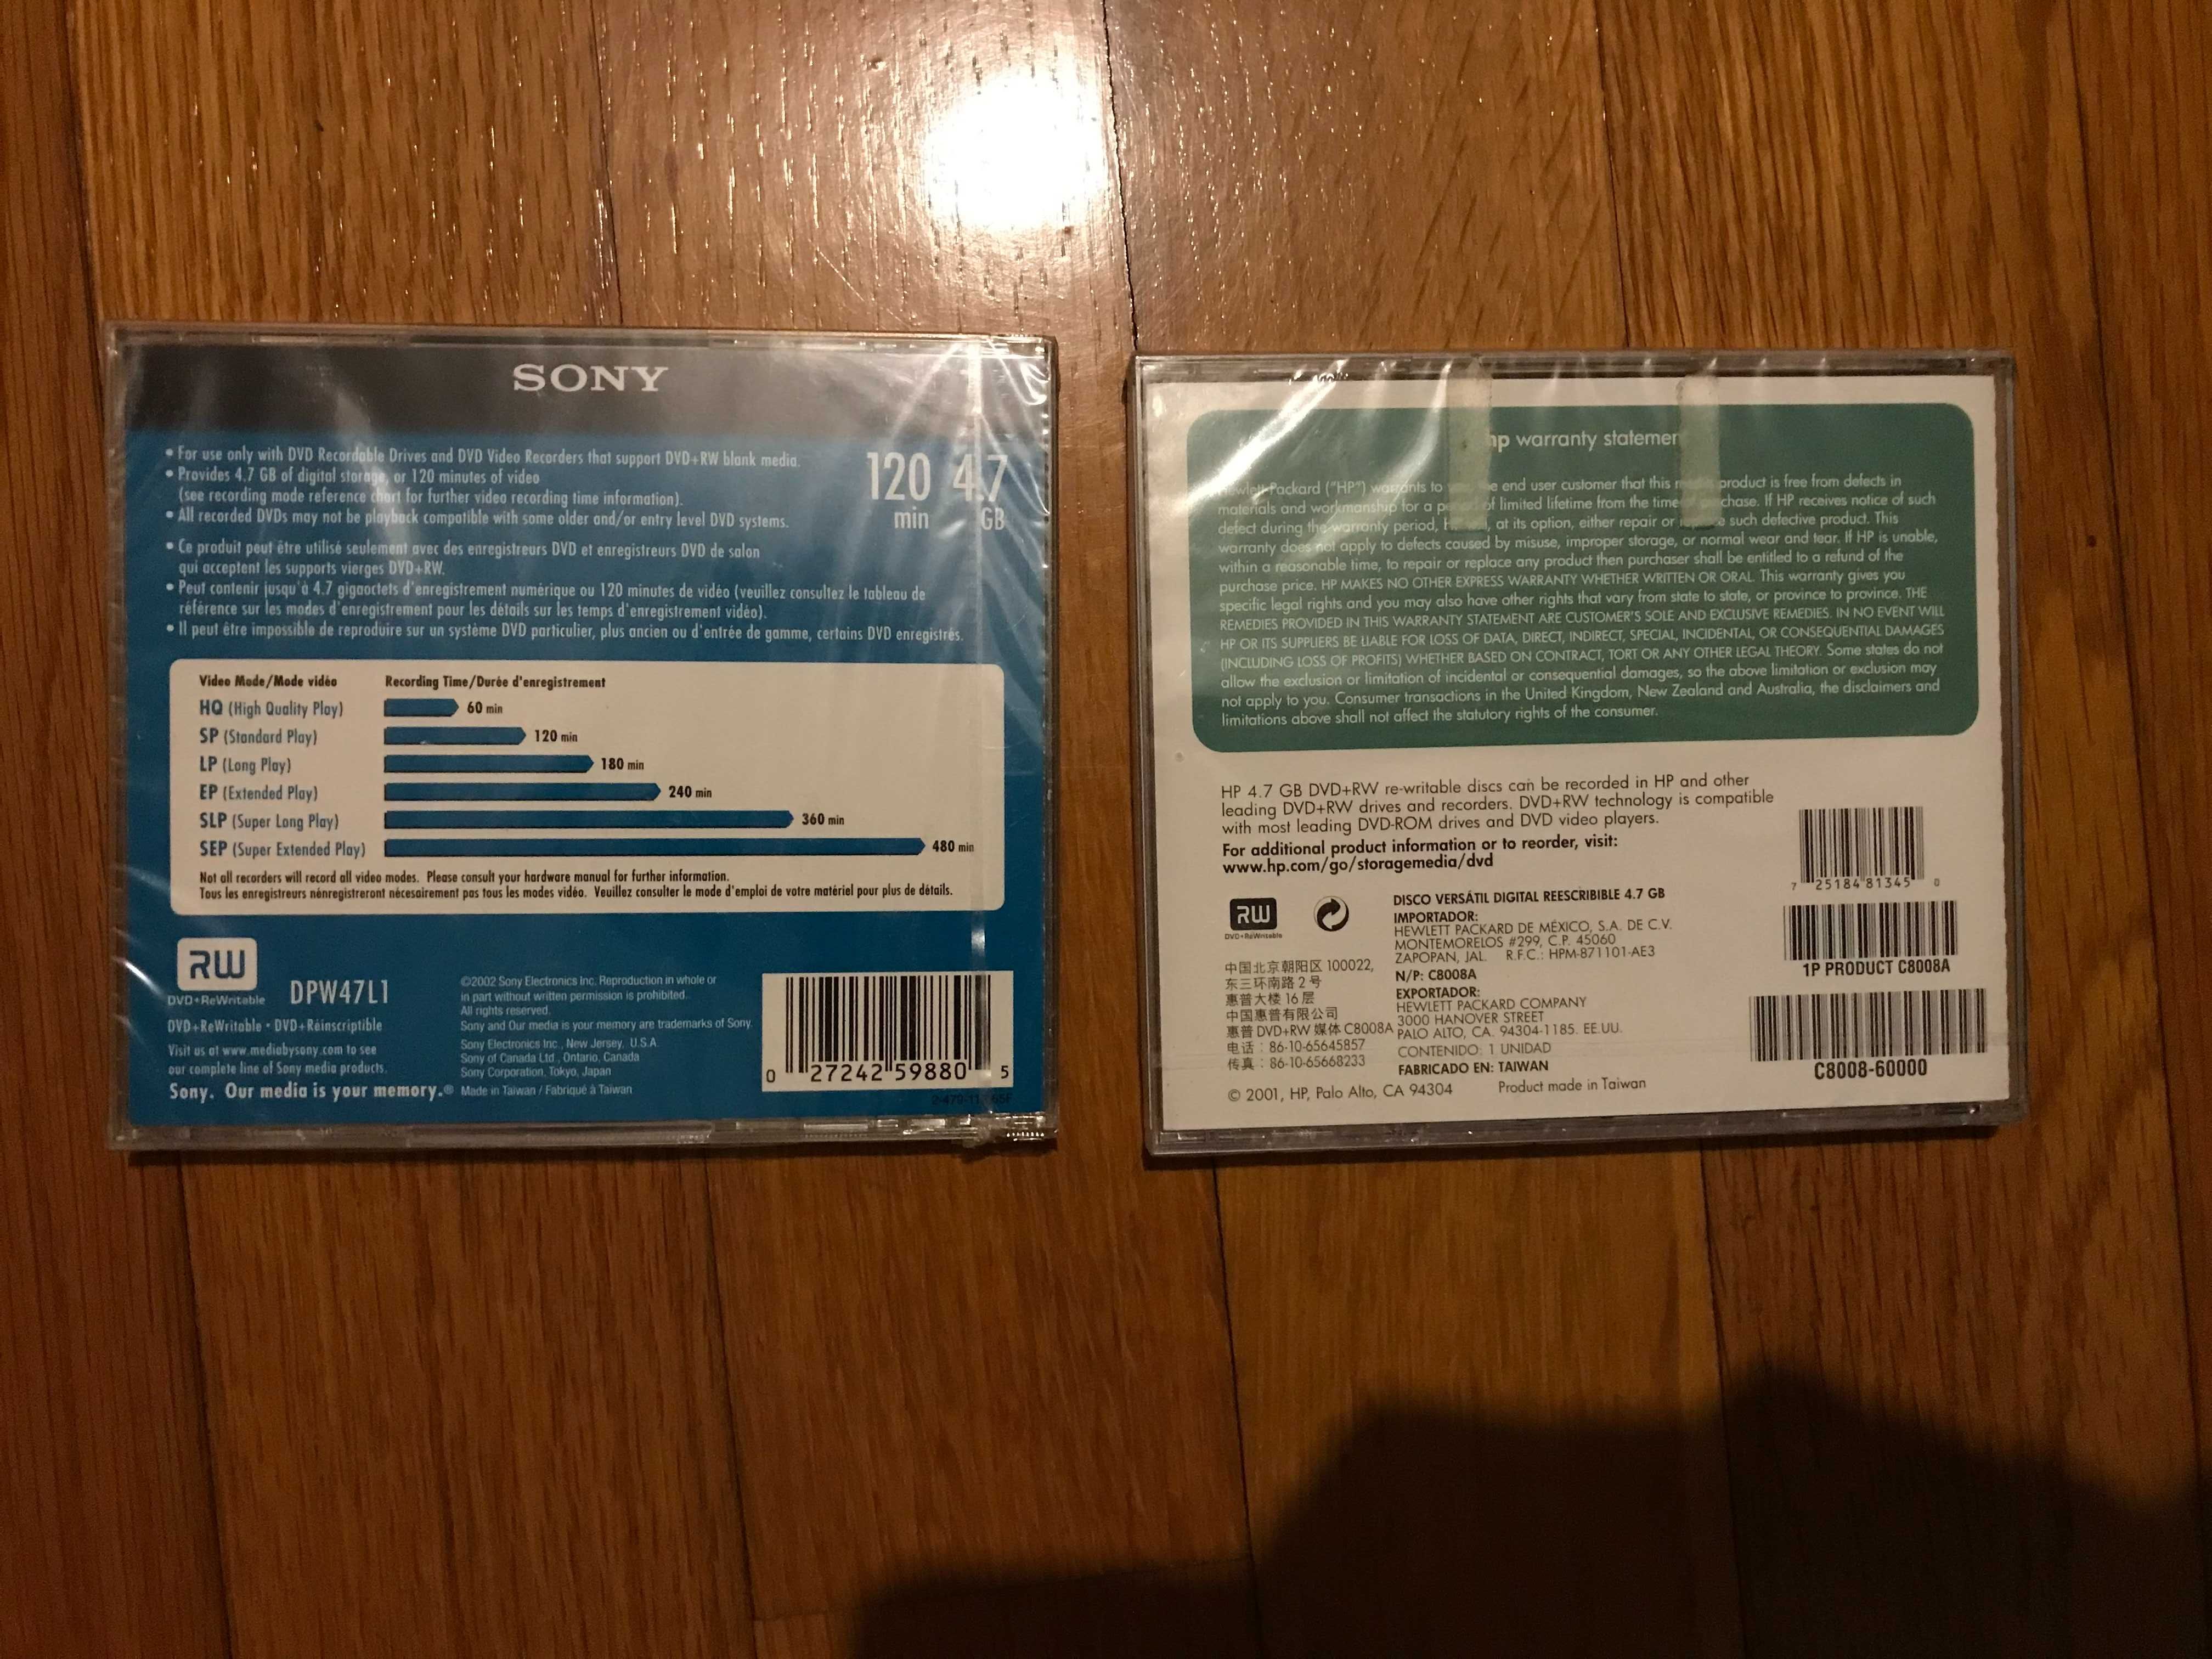 SONY
• For use only with DVD Recordable Drives and DVD Video Recorders that support DVD+RW blank media.
• Provides 4.7 GB of digital storage, or 120 minutes of video
(see recording mode reference chart for further video recording time information).
• All recorded DVDs may not be playback compatible with some older and/or entry level DVD systems.
120 min
4.7 GB
• Ce produit peut être utilisé seulement avec des enregistreurs DVD et enregistreurs DVD de salon
qui acceptent les supports vierges DVD+RW.
• Peut contenir jusqu'à 4.7 gigaoctets d'enregistrement numérique ou 120 minutes de vidéo (veuillez consultez le tableau de
référence sur les modes d'enregistrement pour les détails sur les temps d'enregistrement vidéo).
• Il peut être impossible de reproduire sur un système DVD particulier, plus ancien ou d'entrée de gamme, certains DVD enregistrés.
Video Mode/Mode vidéo Recording Time/Durée d'enregistrement
HQ (High Quality Play) 60 min
SP (Standard Play) 120 min
LP (Long Play) 180 min
EP (Extended Play) 240 min
SLP (Super Long Play) 360 min
SEP (Super Extended Play) 480 min
Not all recorders will record all video modes. Please consult your hardware manual for further information.
Tous les enregistreurs nénregistreront nécesairement pas tous les modes vidéo. Veuillez consulter le mode d'emploi de votre matériel pour plus de détails.
RW
DVD+ReWritable
DPW47L1
DVD+ReWritable • DVD+Réinscriptible
Visit us at www.mediabysony.com to see
our complete line of Sony media products.
Sony. Our media is your memory.®
©2002 Sony Electronics Inc. Reproduction in whole or
in part without written permission is prohibited.
All rights reserved.
Sony and Our media is your memory are trademarks of Sony.
Sony Electronics Inc., New Jersey, U.S.A.
Sony of Canada Ltd., Ontario, Canada
Sony Corporation, Tokyo, Japan
Made in Taiwan / Fabriqué à Taiwan
0 27242 59880 5
hp warranty statemen
Hewlett-Packard ("HP") warrants to the end user customer that this product is free from defects in
materials and workmanship for a of limited lifetime from the time chase. If HP receives notice of such
defect during the warranty period, at its option, either repair or such defective product. This
warranty does not apply to defects caused by misuse, improper storage, or normal wear and tear. If HP is unable,
within a reasonable time, to repair or replace any product then purchaser shall be entitled to a refund of the
purchase price. HP MAKES NO OTHER EXPRESS WARRANTY WHETHER WRITTEN OR ORAL. This warranty gives you
specific legal rights and you may also have other rights that vary from state to state, or province to province. THE
REMEDIES PROVIDED IN THIS WARRANTY STATEMENT ARE CUSTOMER'S SOLE AND EXCLUSIVE REMEDIES. IN NO EVENT WILL
HP OR ITS SUPPLIERS BE LIABLE FOR LOSS OF DATA, DIRECT, INDIRECT, SPECIAL, INCIDENTAL, OR CONSEQUENTIAL DAMAGES
(INCLUDING LOSS OF PROFITS) WHETHER BASED ON CONTRACT, TORT OR ANY OTHER LEGAL THEORY. Some states do not
allow the exclusion or limitation of incidental or consequential damages, so the above limitation or exclusion may
not apply to you. Consumer transactions in the United Kingdom, New Zealand and Australia, the disclaimers and
limitations above shall not affect the statutory rights of the consumer.
HP 4.7 GB DVD+RW re-writable discs can be recorded in HP and other
leading DVD+RW drives and recorders. DVD+RW technology is compatible
with most leading DVD-ROM drives and DVD video players.
For additional product information or to reorder, visit:
www.hp.com/go/storagemedia/dvd
RW
DVD+ReWritable
中国北京朝阳区 100022,
东三环南路 2 号
惠普大楼 16 层
中国惠普有限公司
惠普 DVD+RW 媒体 C8008A
电话：86-10-65645857
传真：86-10-65668233
© 2001, HP, Palo Alto, CA 94304
DISCO VERSÁTIL DIGITAL REESCRIBIBLE 4.7 GB
IMPORTADOR:
HEWLETT PACKARD DE MÉXICO, S.A. DE C.V.
MONTEMORELOS #299, C.P. 45060
ZAPOPAN, JAL. R.F.C.: HPM-871101-AE3
N/P: C8008A
EXPORTADOR:
HEWLETT PACKARD COMPANY
3000 HANOVER STREET
PALO ALTO, CA. 94304-1185. EE.UU.
CONTENIDO: 1 UNIDAD
FABRICADO EN: TAIWAN
Product made in Taiwan
7 25184 81345 0
1P PRODUCT C8008A
C8008-60000